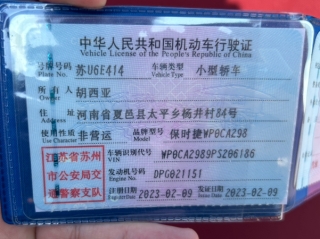 中华人民共和国机动车行驶证
Vehicle License of the People's Republic of China
号牌号码 Plate No. 苏U6E414 车辆类型 Vehicle Type 小型轿车
所有人 Owner 胡西亚
住址 Address 河南省夏邑县太平乡杨井村84号
使用性质 Use Character 非营运 品牌型号 Model 保时捷WP0CA298
江苏省苏州市公安局交通警察支队
车辆识别代号 VIN WP0CA2989PS206186
发动机号码 Engine No. DPG021151
注册日期 2023-02-09 发证日期 Issue Date 2023-02-09